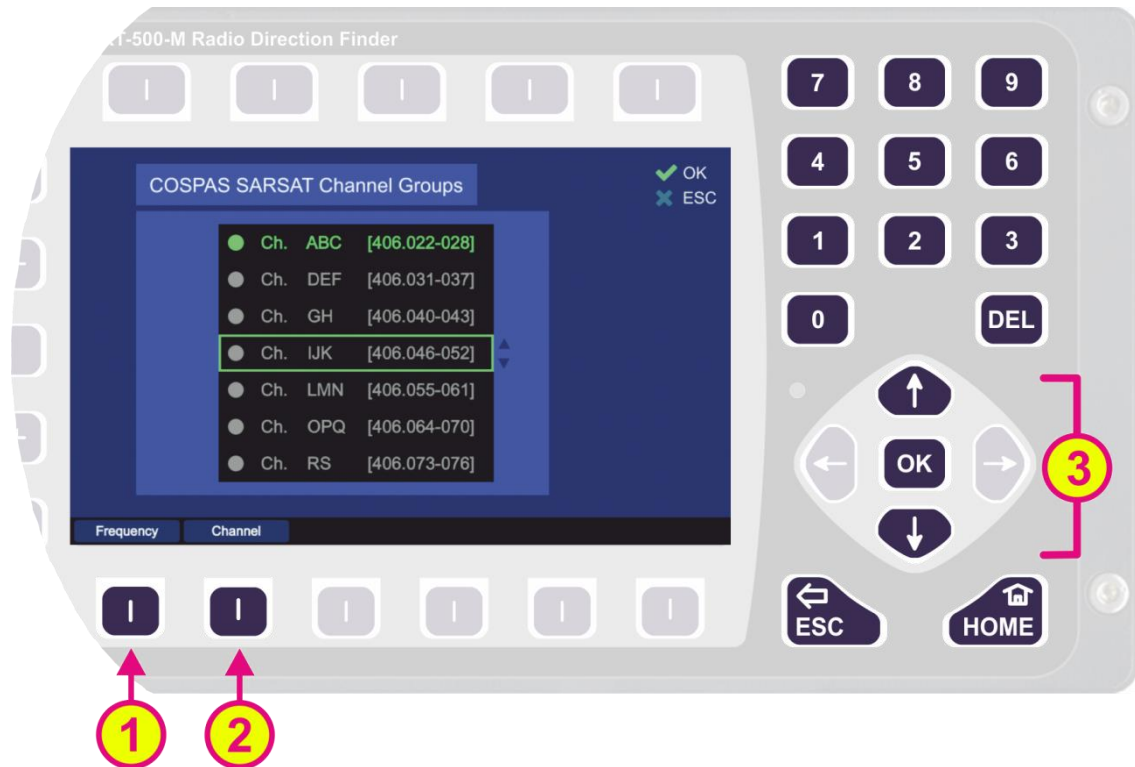 T-500-M Radio Direction Finder
7 8 9
COSPAS SARSAT Channel Groups
OK
ESC
4 5 6
Ch. ABC [406.022-028]
Ch. DEF [406.031-037]
Ch. GH [406.040-043]
Ch. IJK [406.046-052]
Ch. LMN [406.055-061]
Ch. OPQ [406.064-070]
Ch. RS [406.073-076]
1 2 3
0 DEL
OK
3
Frequency Channel
ESC HOME
1 2